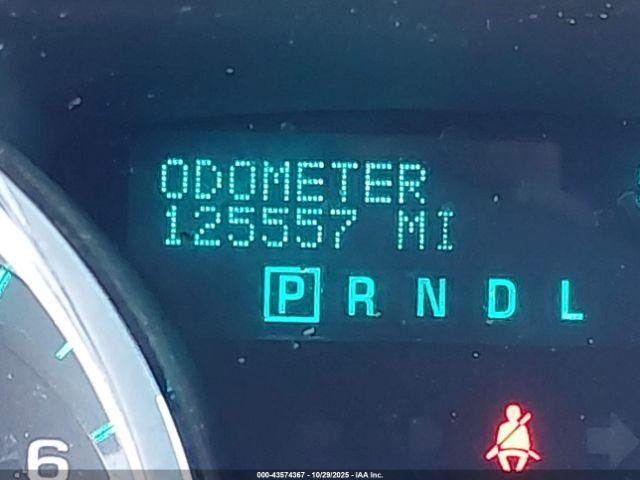 ODOMETER
125557 MI
P R N D L
6
000-43574367 - 10/29/2025 - IAA Inc.